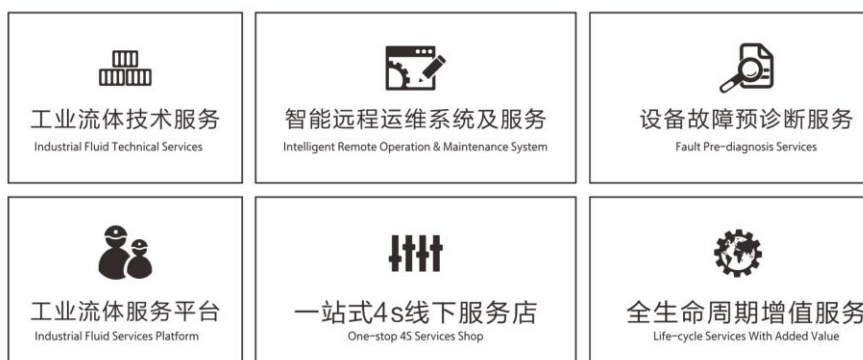 工业流体技术服务
Industrial Fluid Technical Services
智能远程运维系统及服务
Intelligent Remote Operation & Maintenance System
设备故障预诊断服务
Fault Pre-diagnosis Services
工业流体服务平台
Industrial Fluid Services Platform
一站式4s线下服务店
One-stop 4S Services Shop
全生命周期增值服务
Life-cycle Services With Added Value